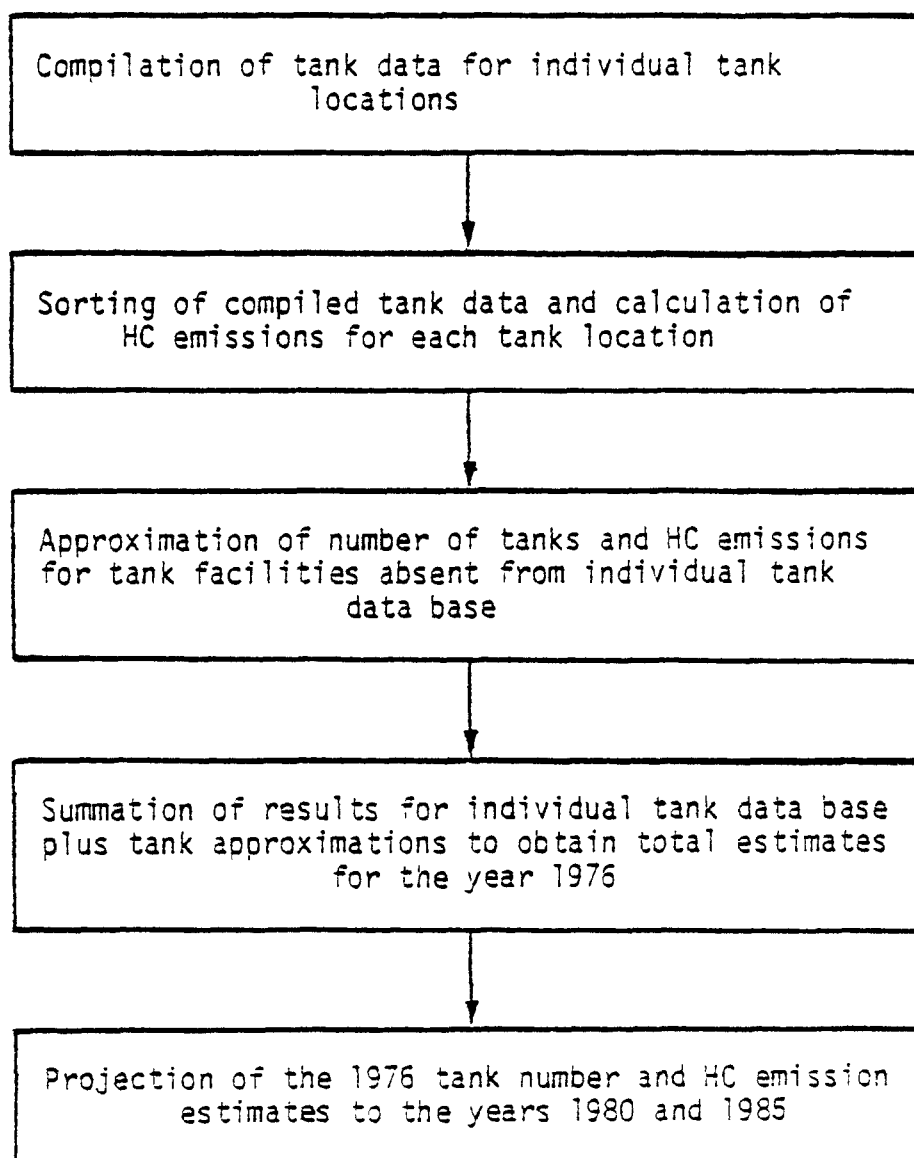 Compilation of tank data for individual tank
locations
Sorting of compiled tank data and calculation of
HC emissions for each tank location
Approximation of number of tanks and HC emissions
for tank facilities absent from individual tank
data base
Summation of results for individual tank data base
plus tank approximations to obtain total estimates
for the year 1976
Projection of the 1976 tank number and HC emission
estimates to the years 1980 and 1985